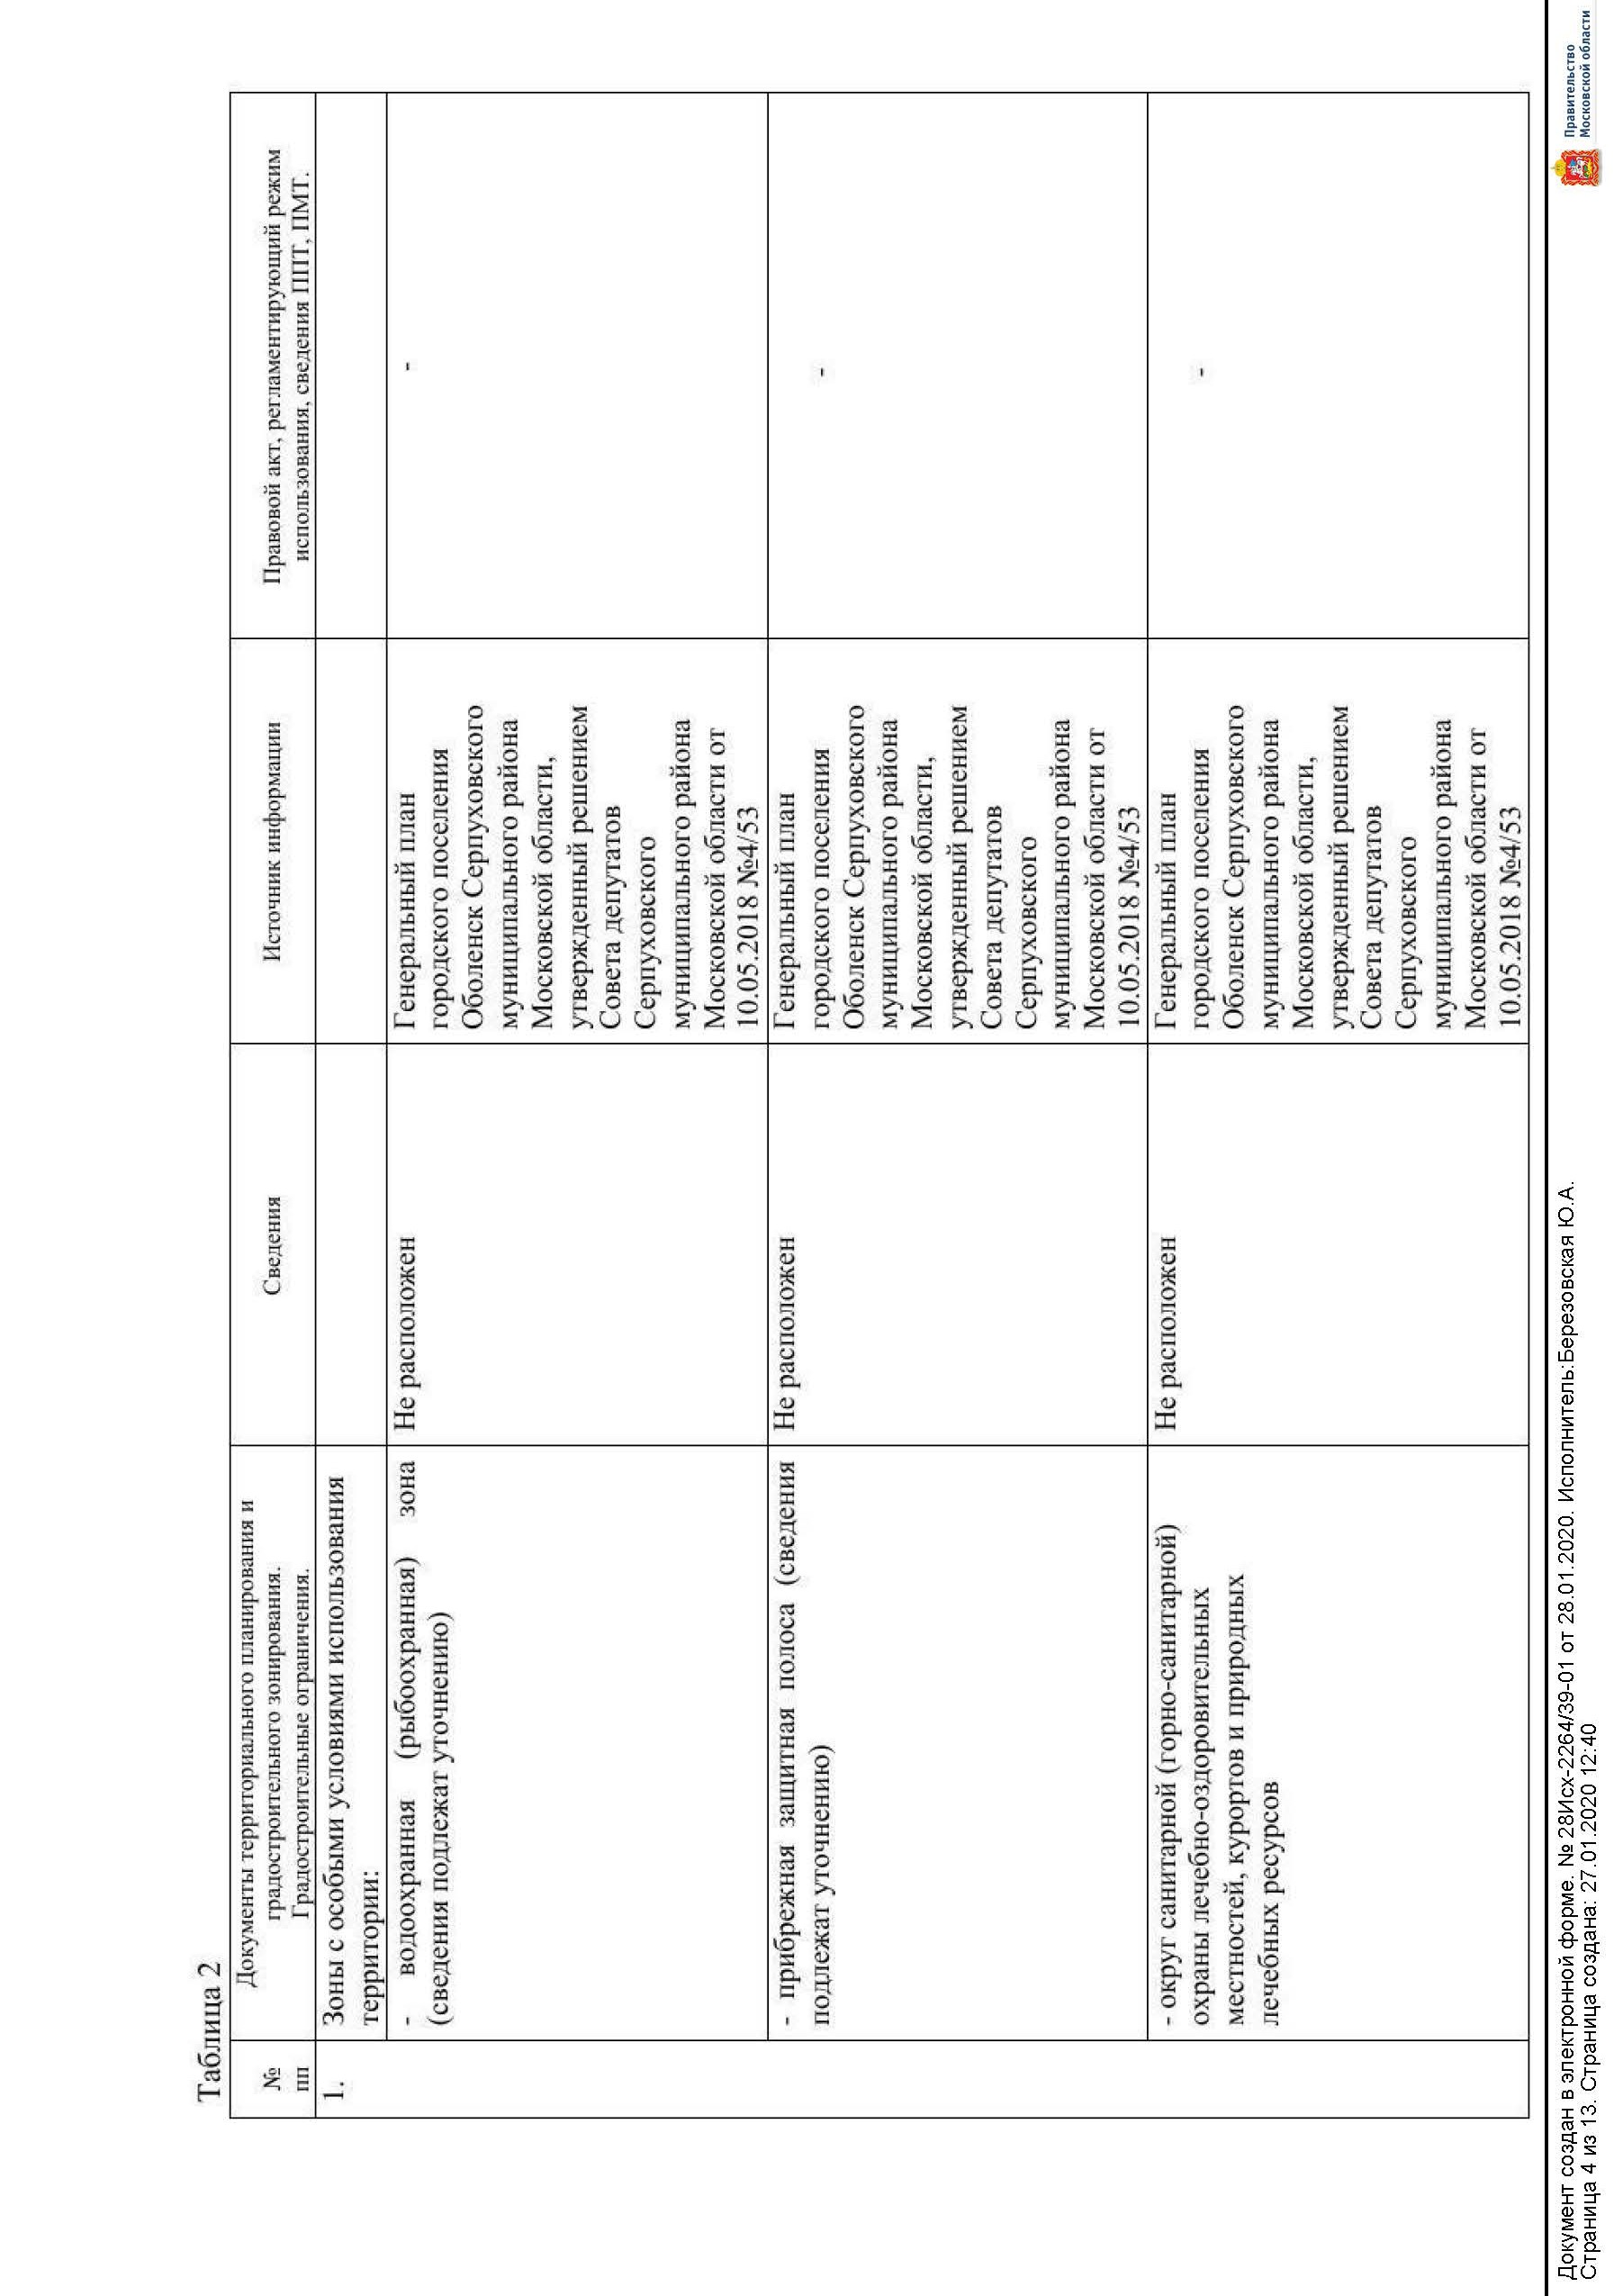 Таблица 2
№
пп
Документы территориального планирования и
градостроительного зонирования.
Градостроительные ограничения.
Сведения
Источник информации
Правовой акт, регламентирующий режим
использования, сведения ППТ, ПМТ.
1.
Зоны с особыми условиями использования
территории:
- водоохранная (рыбоохранная) зона
(сведения подлежат уточнению)
Не расположен
Генеральный план
городского поселения
Оболенск Серпуховского
муниципального района
Московской области,
утвержденный решением
Совета депутатов
Серпуховского
муниципального района
Московской области от
10.05.2018 №4/53
-
- прибрежная защитная полоса (сведения
подлежат уточнению)
Не расположен
Генеральный план
городского поселения
Оболенск Серпуховского
муниципального района
Московской области,
утвержденный решением
Совета депутатов
Серпуховского
муниципального района
Московской области от
10.05.2018 №4/53
-
- округ санитарной (горно-санитарной)
охраны лечебно-оздоровительных
местностей, курортов и природных
лечебных ресурсов
Не расположен
Генеральный план
городского поселения
Оболенск Серпуховского
муниципального района
Московской области,
утвержденный решением
Совета депутатов
Серпуховского
муниципального района
Московской области от
10.05.2018 №4/53
-
Документ создан в электронной форме. № 28Исх-2264/39-01 от 28.01.2020. Исполнитель:Березовская Ю.А.
Страница 4 из 13. Страница создана: 27.01.2020 12:40
Правительство
Московской области